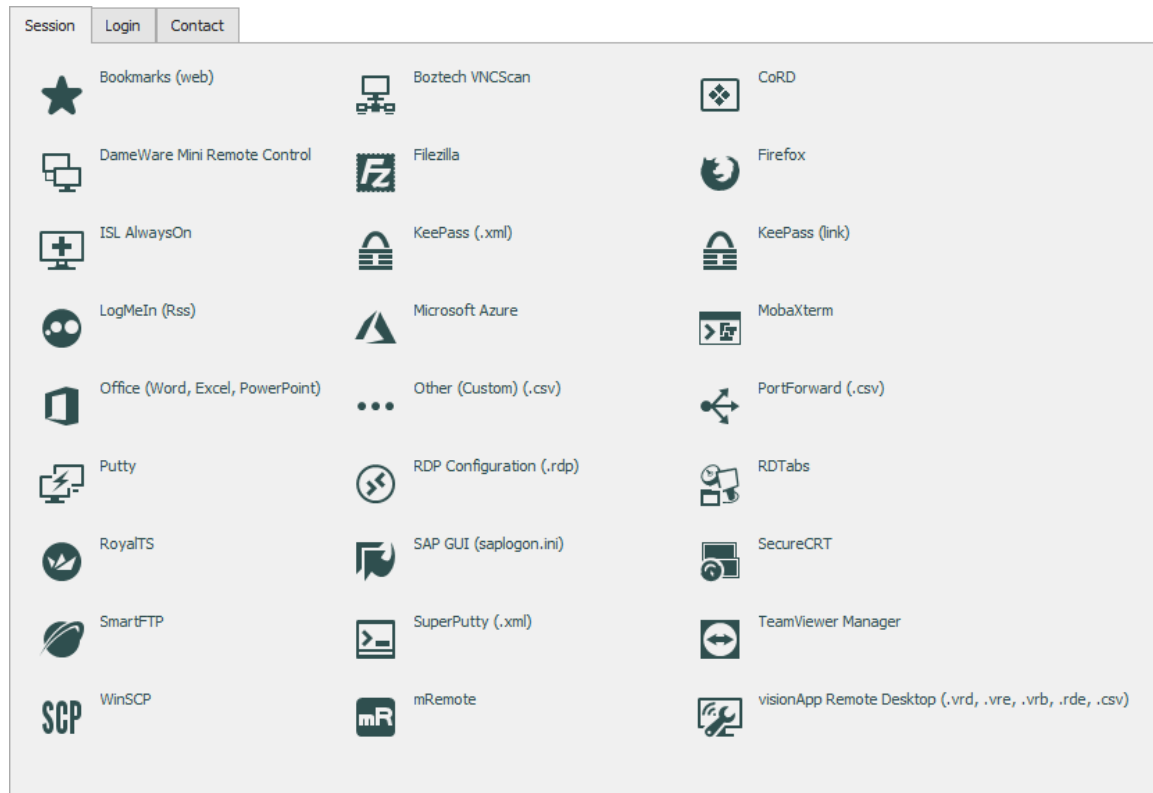 Session Login Contact
Bookmarks (web) Boztech VNCScan CoRD
DameWare Mini Remote Control Filezilla Firefox
Fz
ISL AlwaysOn KeePass (.xml) KeePass (link)
LogMeIn (Rss) Microsoft Azure MobaXterm
Office (Word, Excel, PowerPoint) Other (Custom) (.csv) PortForward (.csv)
Putty RDP Configuration (.rdp) RDTabs
RoyalTS SAP GUI (saplogon.ini) SecureCRT
SmartFTP SuperPutty (.xml) TeamViewer Manager
WinSCP mRemote visionApp Remote Desktop (.vrd, .vre, .vrb, .rde, .csv)
SCP mR